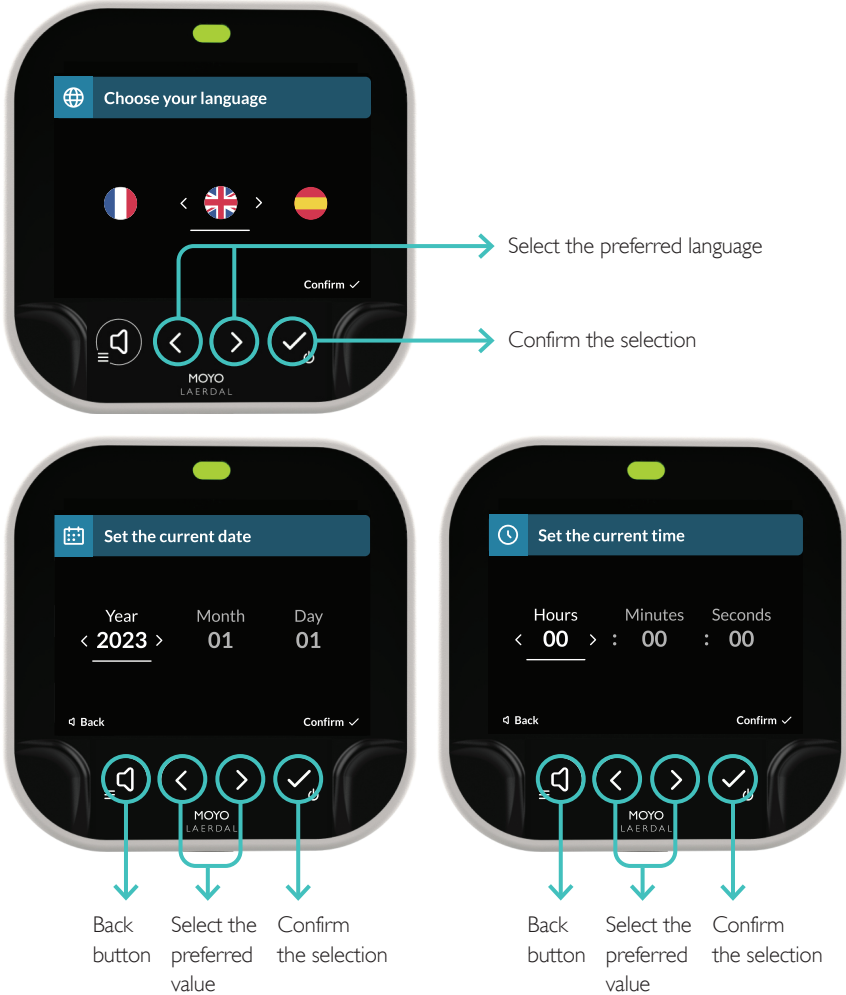 Choose your language
Select the preferred language
Confirm ✓
Confirm the selection
MOYO
LAERDAL
Set the current date
Year Month Day
< 2023 > 01 01
Back Confirm ✓
MOYO
LAERDAL
Back button
Select the preferred value
Confirm the selection
Set the current time
Hours Minutes Seconds
< 00 > : 00 : 00
Back Confirm ✓
MOYO
LAERDAL
Back button
Select the preferred value
Confirm the selection